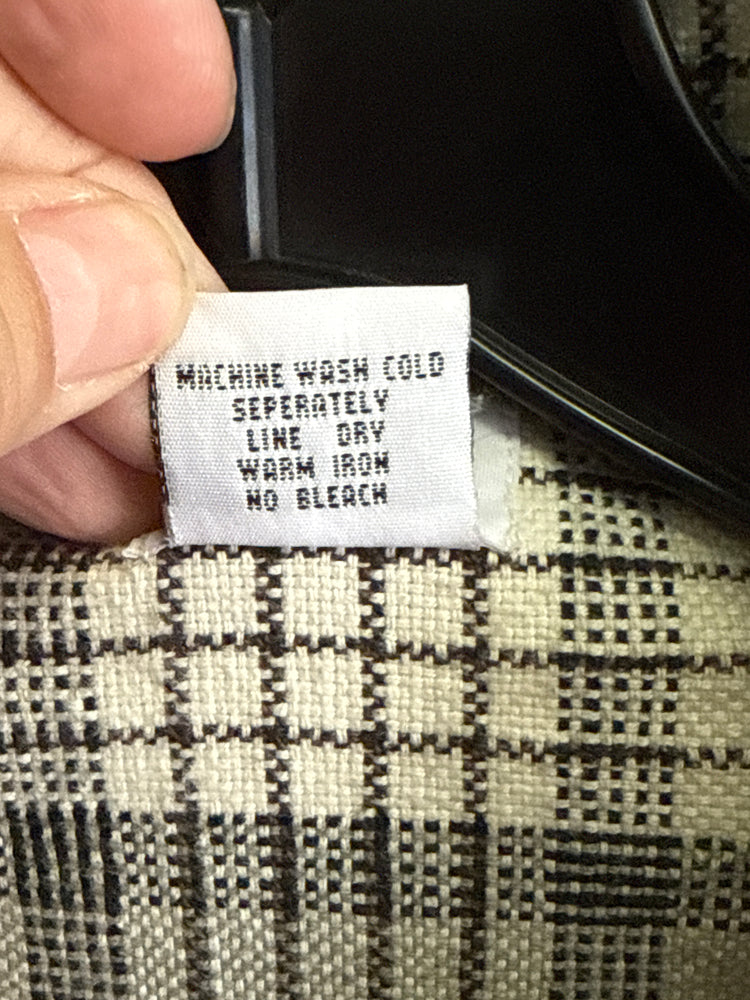 MACHINE WASH COLD
SEPERATELY
LINE DRY
WARM IRON
NO BLEACH